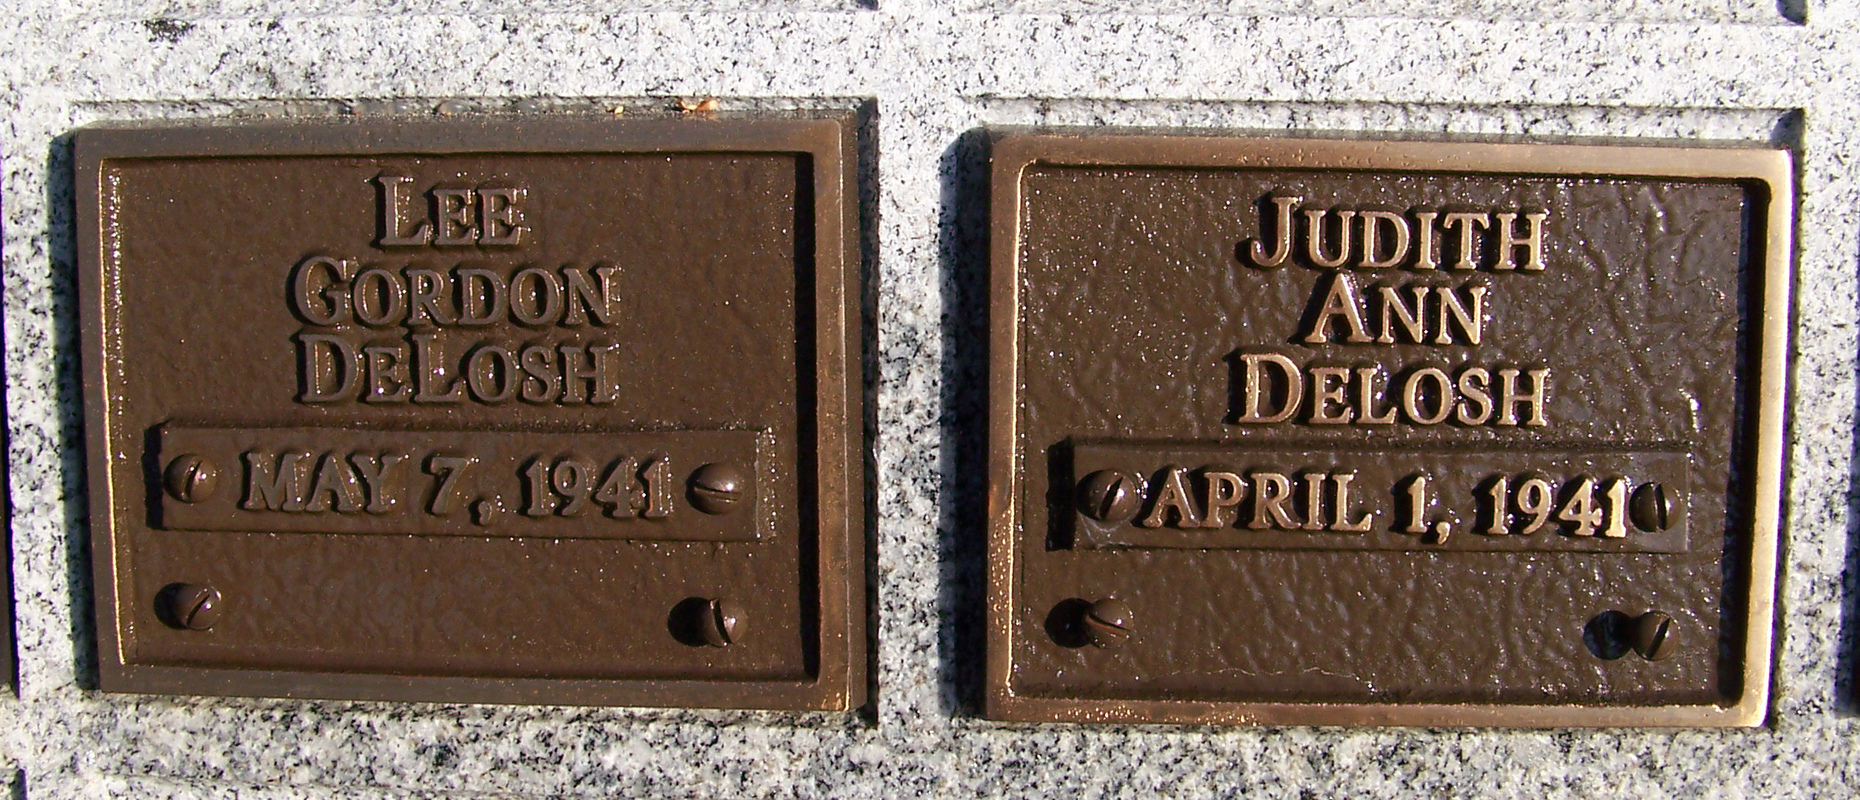 Lee
Gordon
DeLosh
MAY 7, 1941
Judith
Ann
Delosh
APRIL 1, 1941